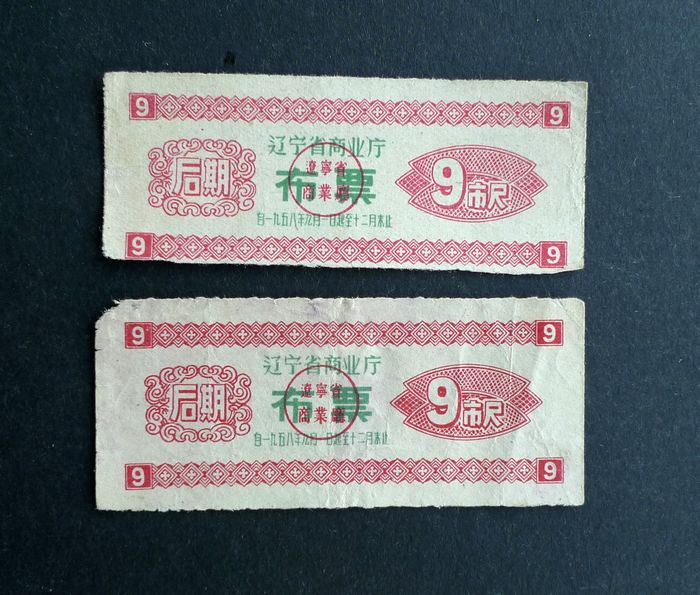 9 9
辽宁省商业厅
后期
布票
遼寧省
商業廳
9市尺
自一九五八年九月一日起至十二月末止
9 9
9 9
辽宁省商业厅
后期
布票
遼寧省
商業廳
9市尺
自一九五八年九月一日起至十二月末止
9 9